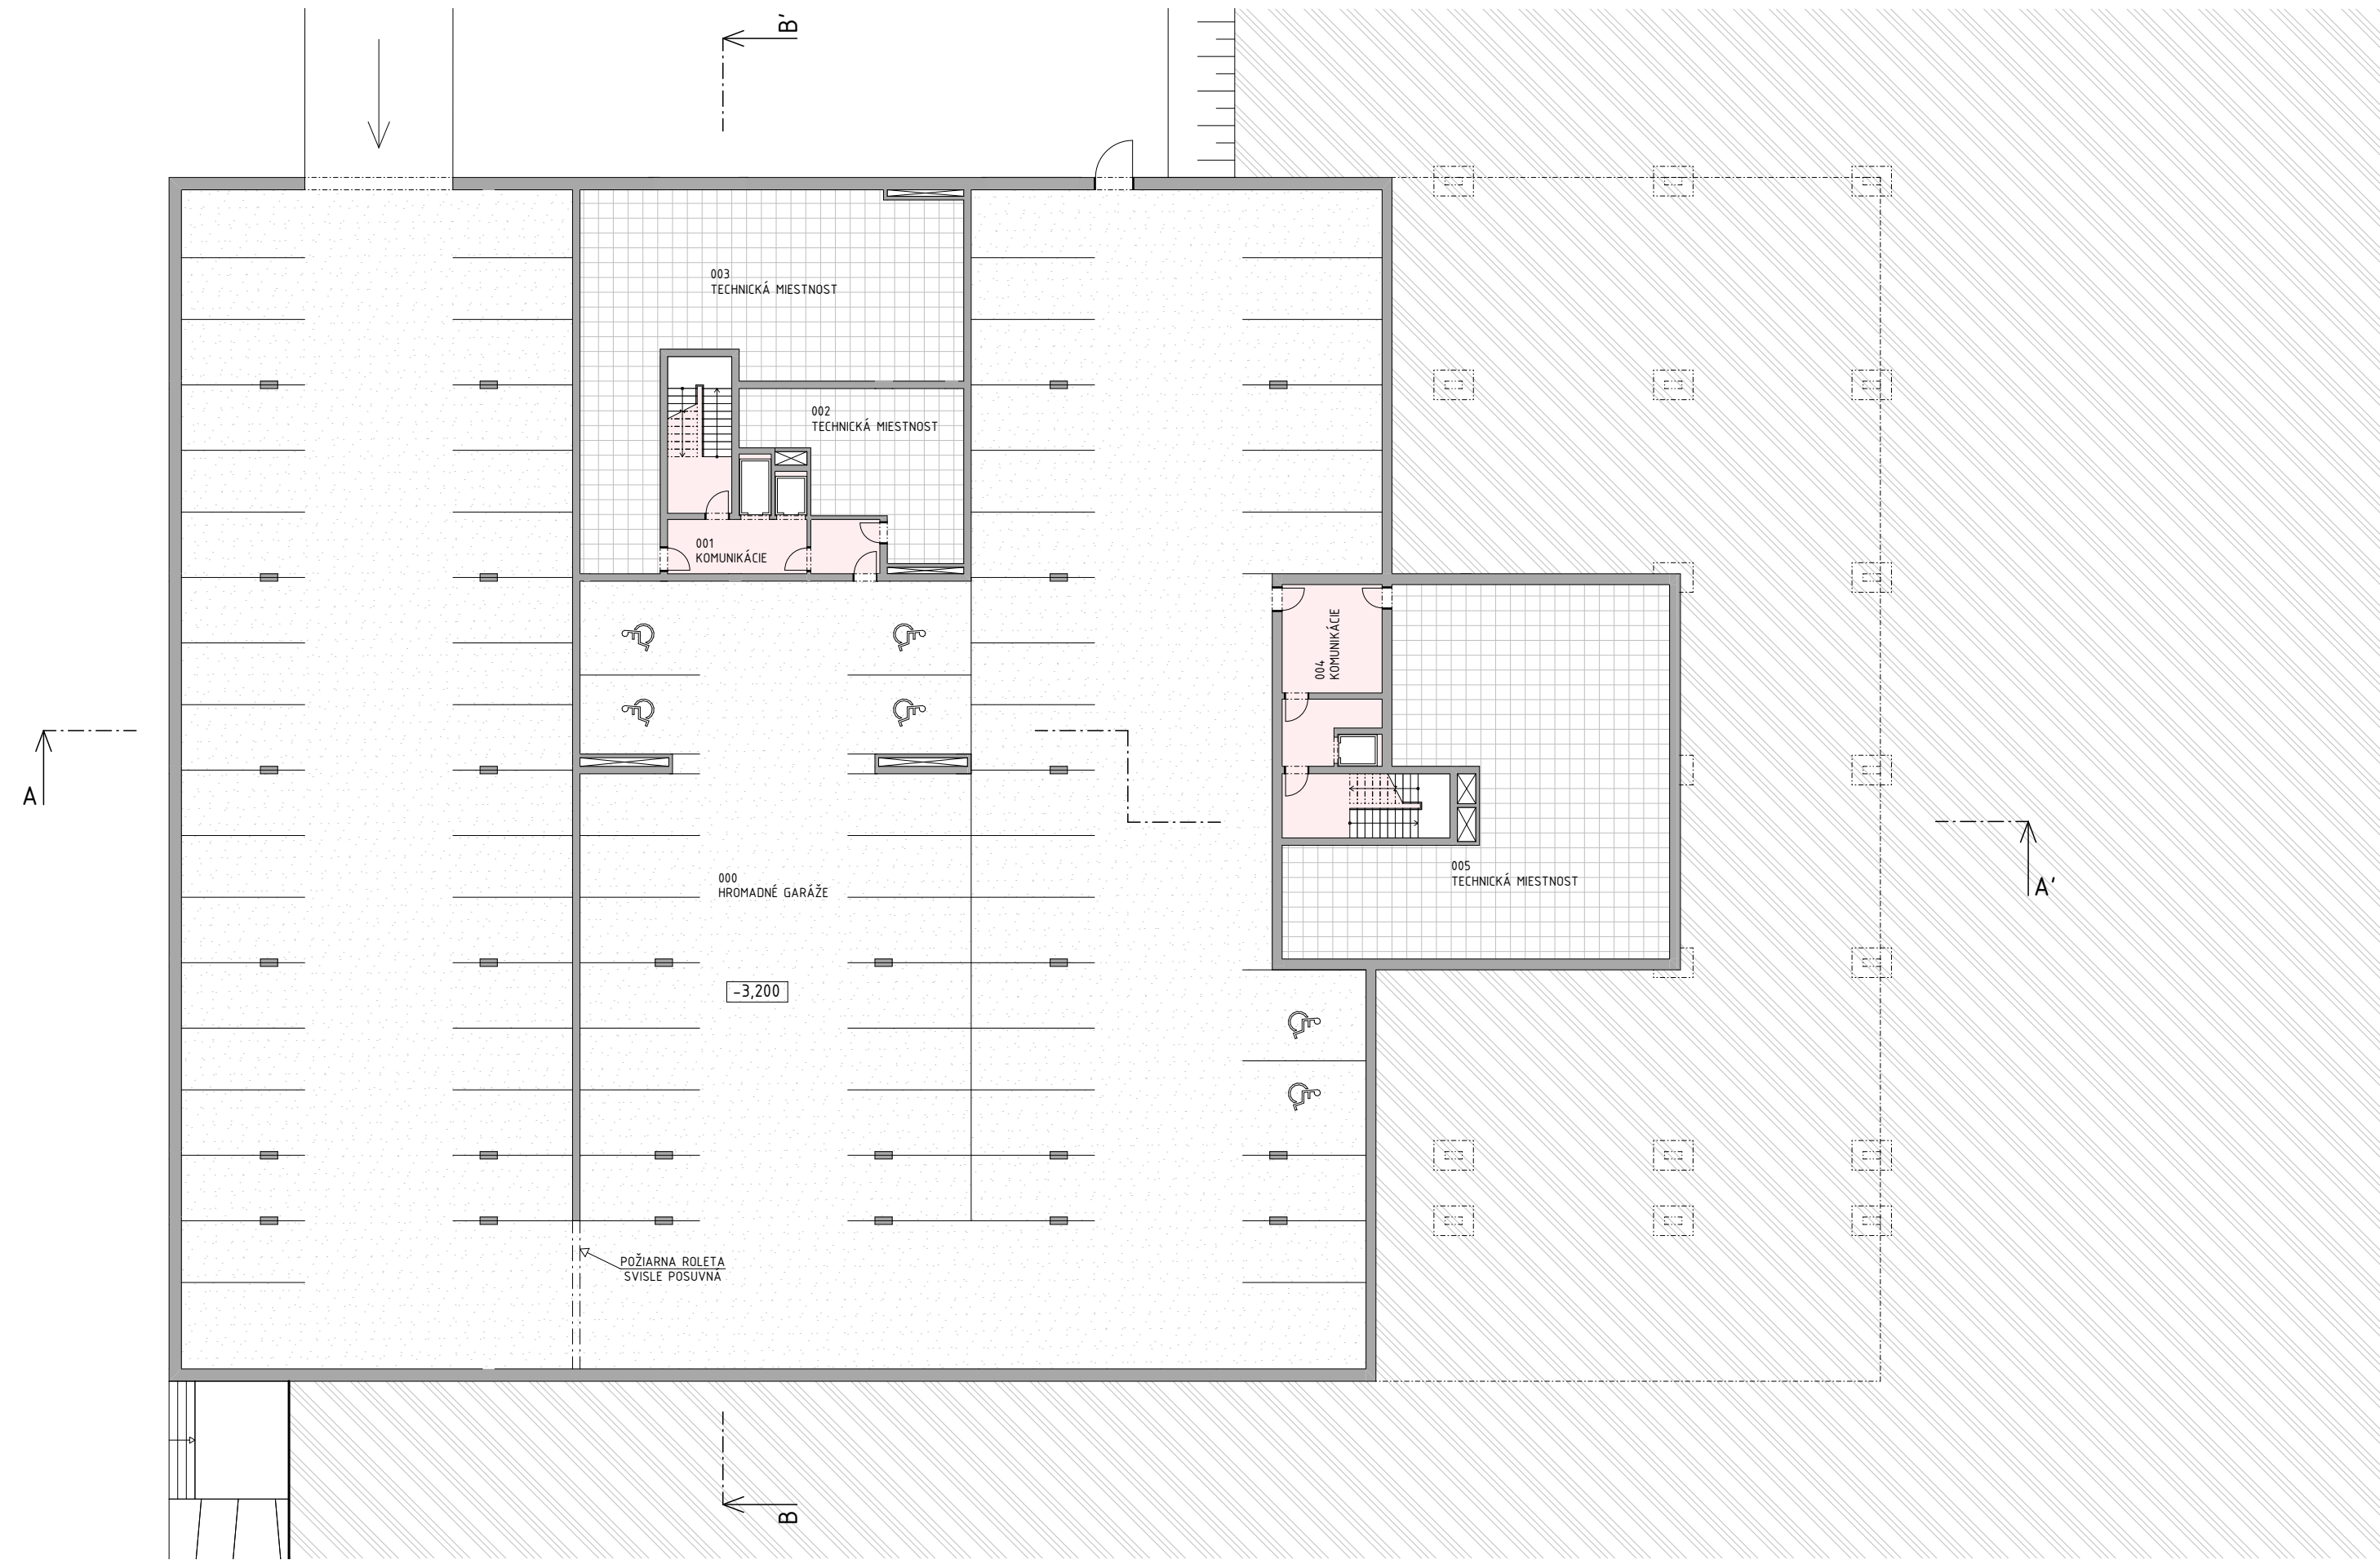 B'
003
TECHNICKÁ MIESTNOST
002
TECHNICKÁ MIESTNOST
001
KOMUNIKÁCIE
004
KOMUNIKÁCIE
A
000
HROMADNÉ GARÁŽE
005
TECHNICKÁ MIESTNOST
A'
-3,200
POŽIARNA ROLETA
SVISLE POSUVNÁ
B